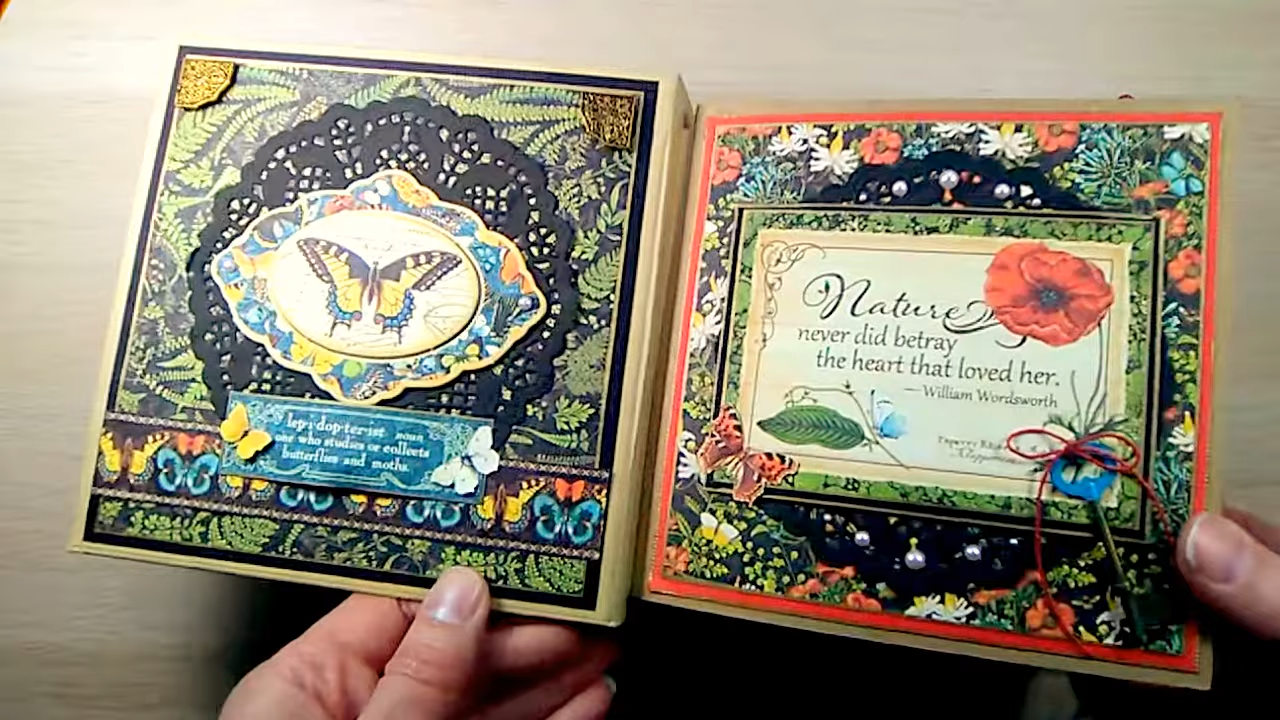 lep·i·dop·ter·ist noun
one who studies or collects
butterflies and moths.
Nature
never did betray
the heart that loved her.
—William Wordsworth